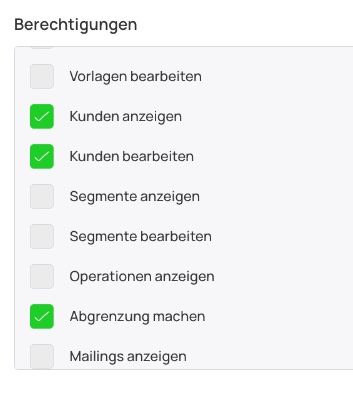 Berechtigungen
Vorlagen bearbeiten
Kunden anzeigen
Kunden bearbeiten
Segmente anzeigen
Segmente bearbeiten
Operationen anzeigen
Abgrenzung machen
Mailings anzeigen